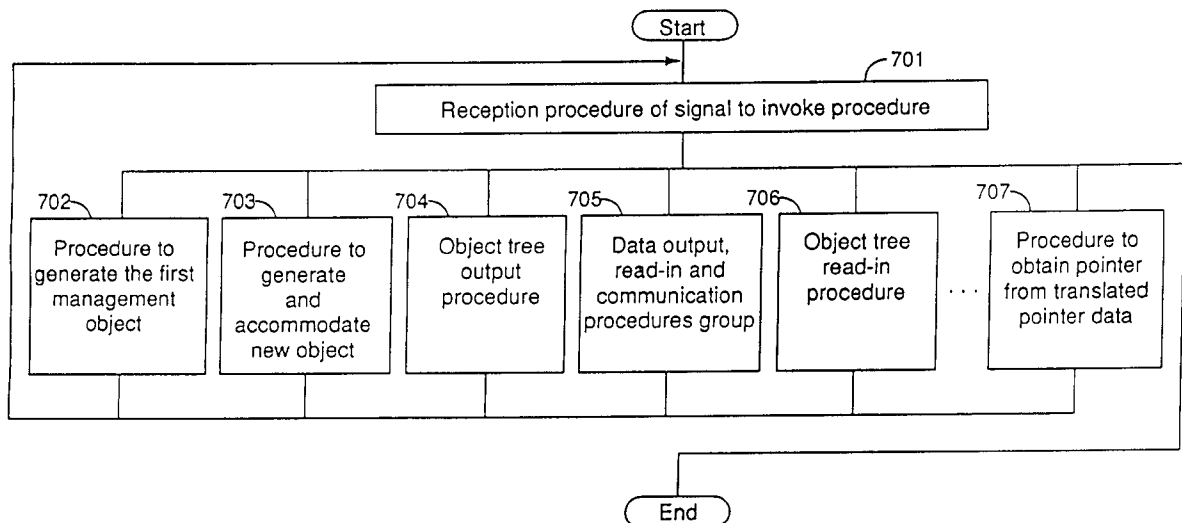 Start
701
Reception procedure of signal to invoke procedure
702
Procedure to
generate the first
management
object
703
Procedure to
generate
and
accommodate
new object
704
Object tree
output
procedure
705
Data output,
read-in and
communication
procedures group
706
Object tree
read-in
procedure
. . .
707
Procedure to
obtain pointer
from translated
pointer data
End